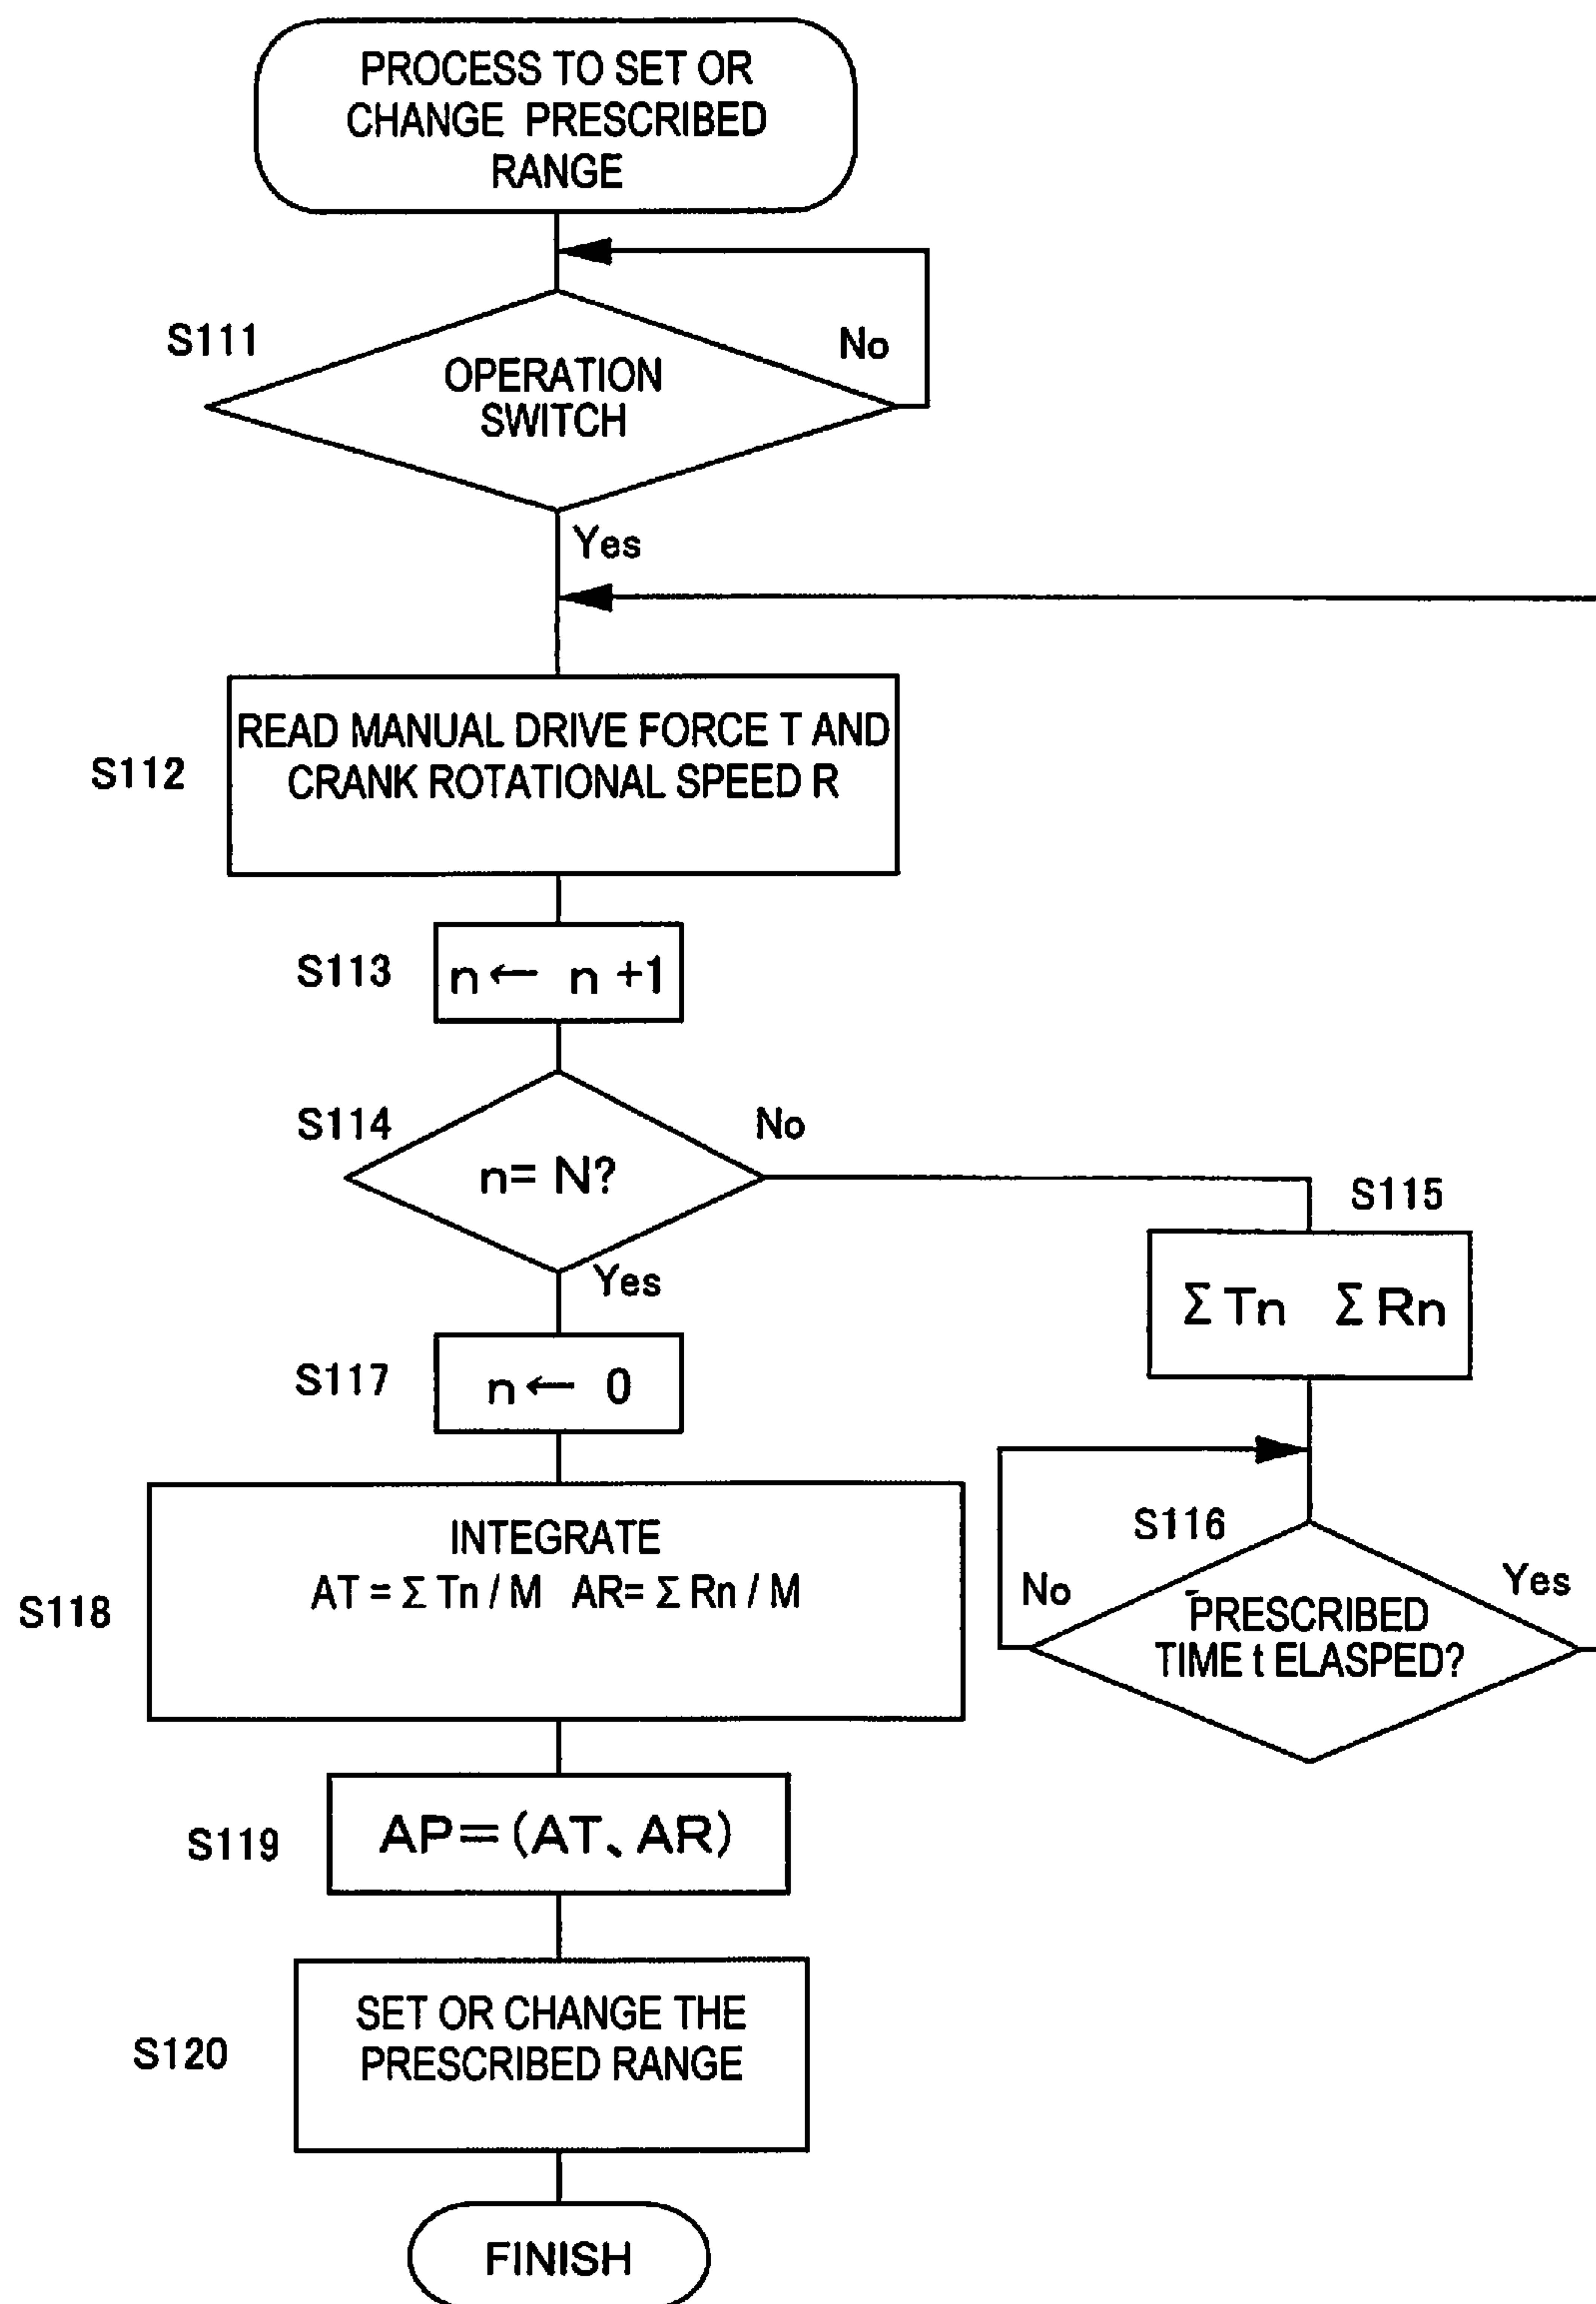 PROCESS TO SET OR
CHANGE PRESCRIBED
RANGE
S111
OPERATION
SWITCH
No
Yes
S112
READ MANUAL DRIVE FORCE T AND
CRANK ROTATIONAL SPEED R
S113
n← n +1
S114
n= N?
No
Yes
S115
Σ Tn Σ Rn
S116
PRESCRIBED
TIME t ELASPED?
No
Yes
S117
n← 0
S118
INTEGRATE
AT = Σ Tn / M AR= Σ Rn / M
S119
AP=(AT、AR)
S120
SET OR CHANGE THE
PRESCRIBED RANGE
FINISH